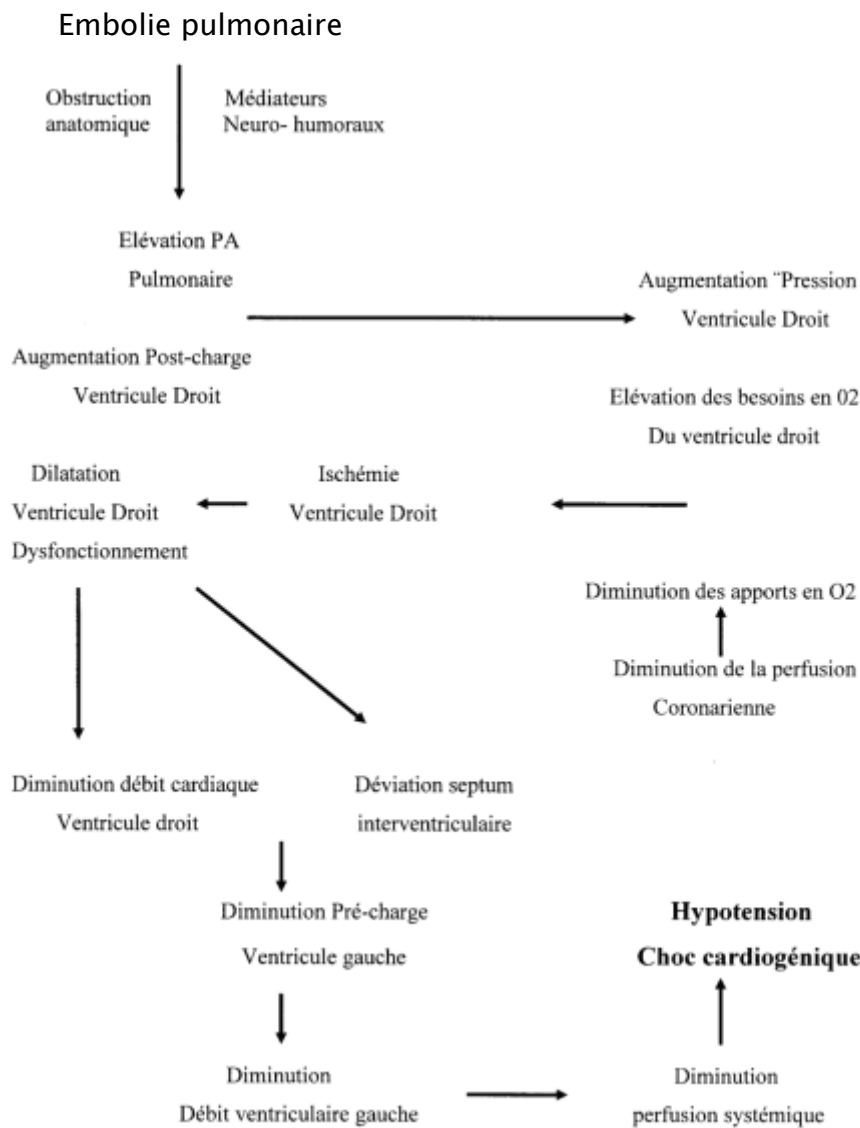 Embolie pulmonaire
Obstruction
anatomique
Médiateurs
Neuro- humoraux
Elévation PA
Pulmonaire
Augmentation ¨Pression
Ventricule Droit
Augmentation Post-charge
Ventricule Droit
Elévation des besoins en 02
Du ventricule droit
Dilatation
Ventricule Droit
Dysfonctionnement
Ischémie
Ventricule Droit
Diminution des apports en O2
Diminution de la perfusion
Coronarienne
Diminution débit cardiaque
Ventricule droit
Déviation septum
interventriculaire
Diminution Pré-charge
Ventricule gauche
Hypotension
Choc cardiogénique
Diminution
Débit ventriculaire gauche
Diminution
perfusion systémique